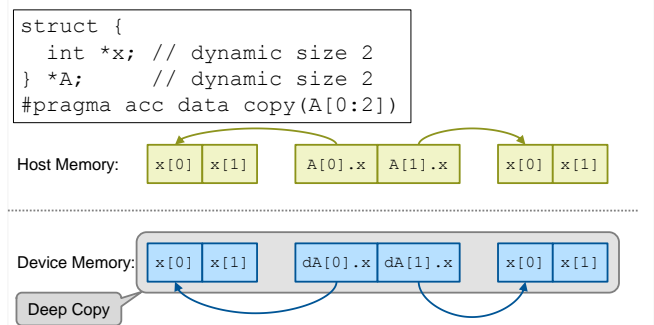 struct {
  int *x; // dynamic size 2
} *A;      // dynamic size 2
#pragma acc data copy(A[0:2])
Host Memory: x[0] x[1] A[0].x A[1].x x[0] x[1]
Device Memory: x[0] x[1] dA[0].x dA[1].x x[0] x[1]
Deep Copy